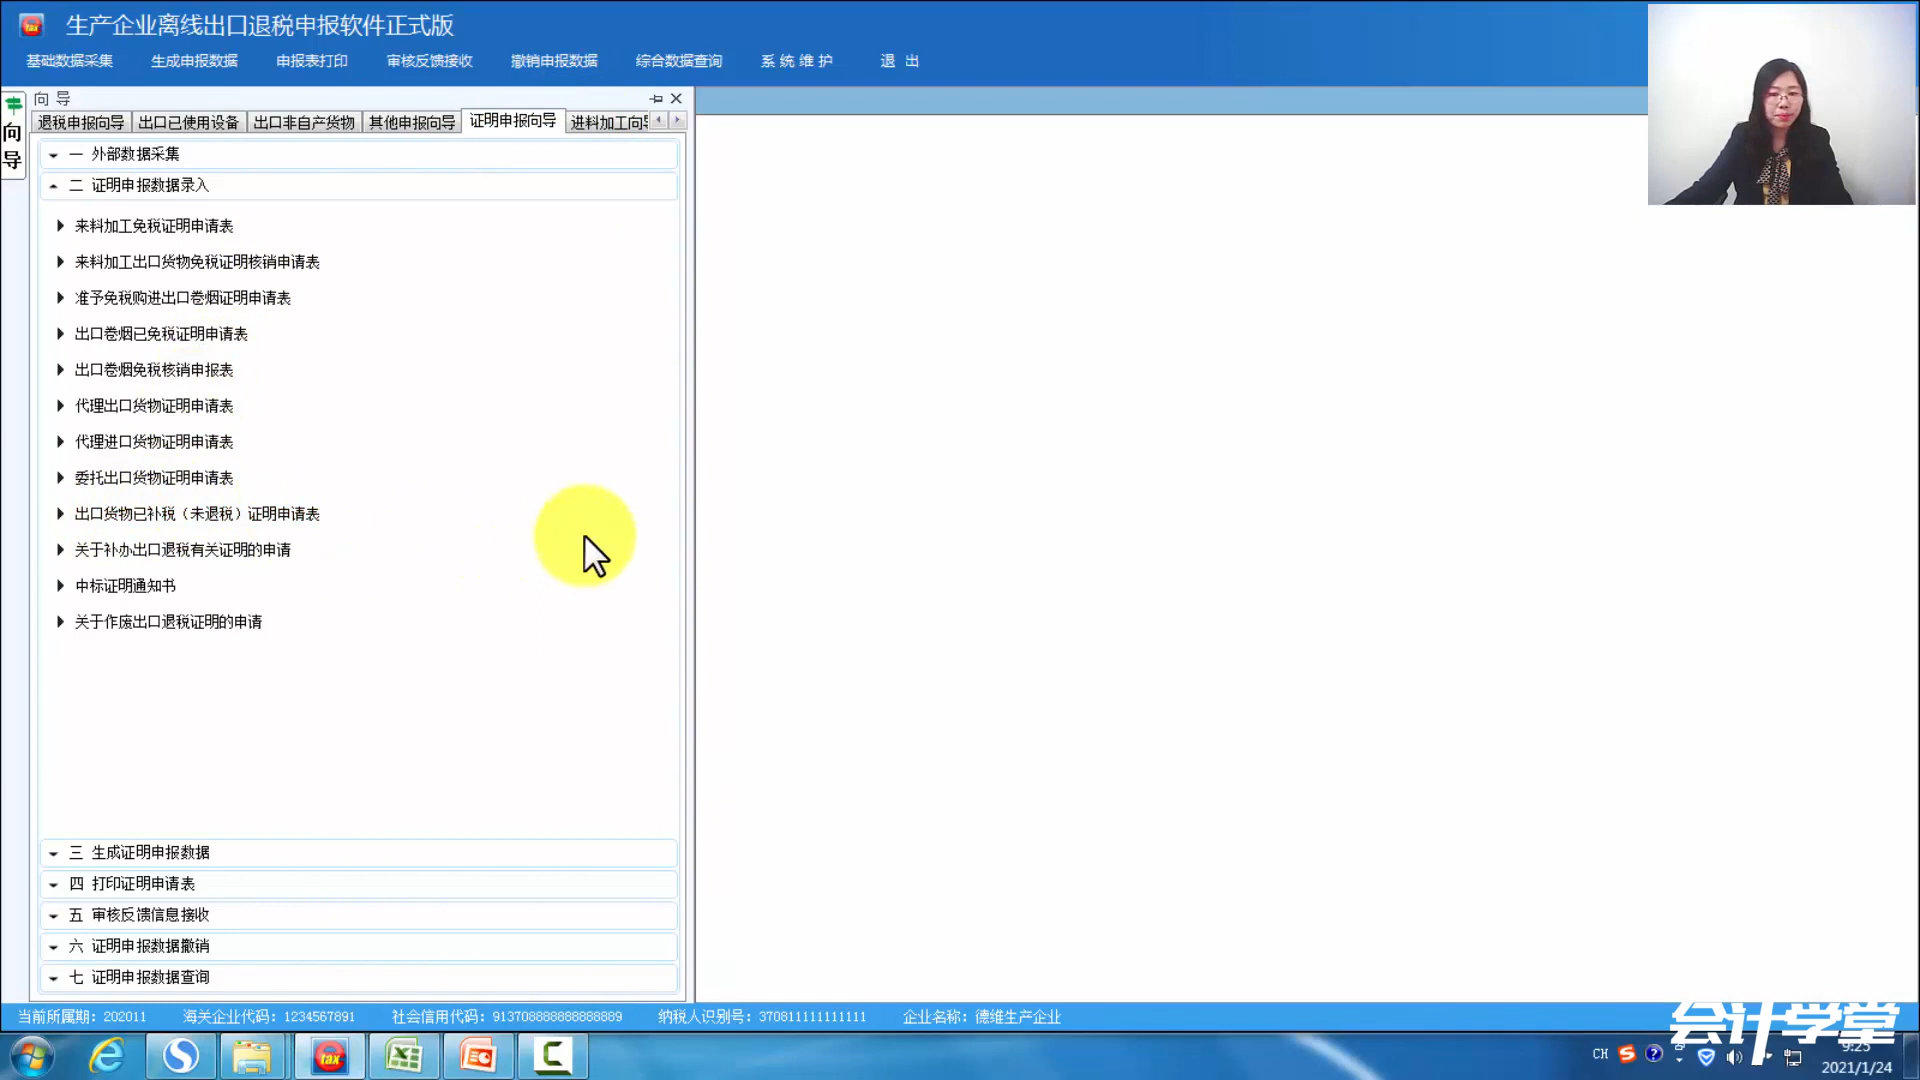 生产企业离线出口退税申报软件正式版
基础数据采集 生成申报数据 申报表打印 审核反馈接收 撤销申报数据 综合数据查询 系统维护 退出
向导
向导
退税申报向导 出口已使用设备 出口非自产货物 其他申报向导 证明申报向导 进料加工向导
一 外部数据采集
二 证明申报数据录入
来料加工免税证明申请表
来料加工出口货物免税证明核销申请表
准予免税购进出口卷烟证明申请表
出口卷烟已免税证明申请表
出口卷烟免税核销申报表
代理出口货物证明申请表
代理进口货物证明申请表
委托出口货物证明申请表
出口货物已补税（未退税）证明申请表
关于补办出口退税有关证明的申请
中标证明通知书
关于作废出口退税证明的申请
三 生成证明申报数据
四 打印证明申请表
五 审核反馈信息接收
六 证明申报数据撤销
七 证明申报数据查询
当前所属期: 202011 海关企业代码: 1234567891 社会信用代码: 913708888888888889 纳税人识别号: 370811111111111 企业名称: 德维生产企业
会计学堂
CH
9:25
2021/1/24